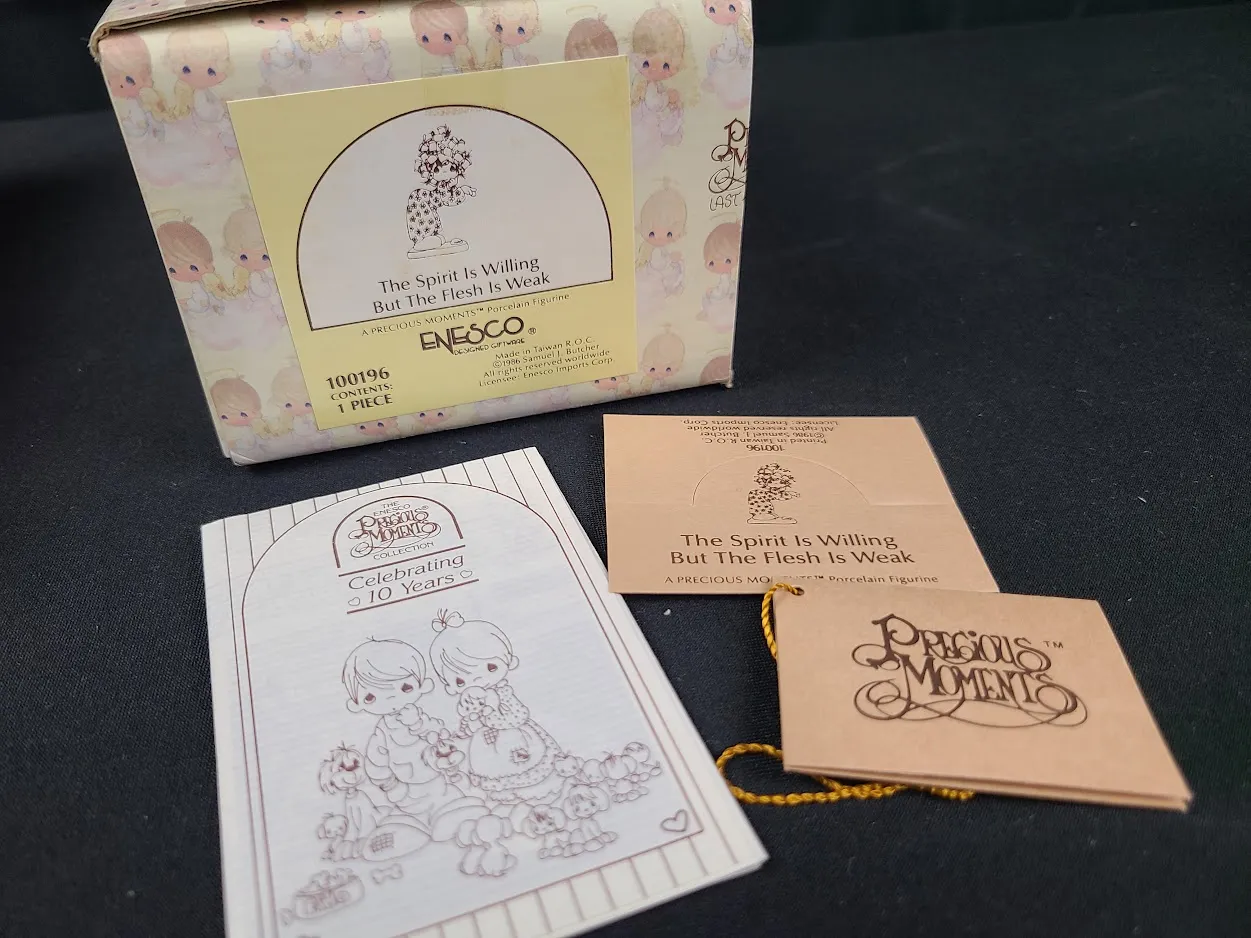 The Spirit Is Willing
But The Flesh Is Weak
A PRECIOUS MOMENTS™ Porcelain Figurine
ENESCO®
DESIGNED GIFTWARE
Made in Taiwan R.O.C.
©1986 Samuel J. Butcher
All rights reserved worldwide
Licensee: Enesco Imports Corp.
100196
CONTENTS:
1 PIECE
LAST
THE
ENESCO
PRECIOUS
MOMENTS®
COLLECTION
Celebrating
10 Years
100196
Printed in Taiwan R.O.C.
©1986 Samuel J. Butcher
All rights reserved worldwide
Licensee: Enesco Imports Corp.
The Spirit Is Willing
But The Flesh Is Weak
A PRECIOUS MOMENTS™ Porcelain Figurine
PRECIOUS™
MOMENTS